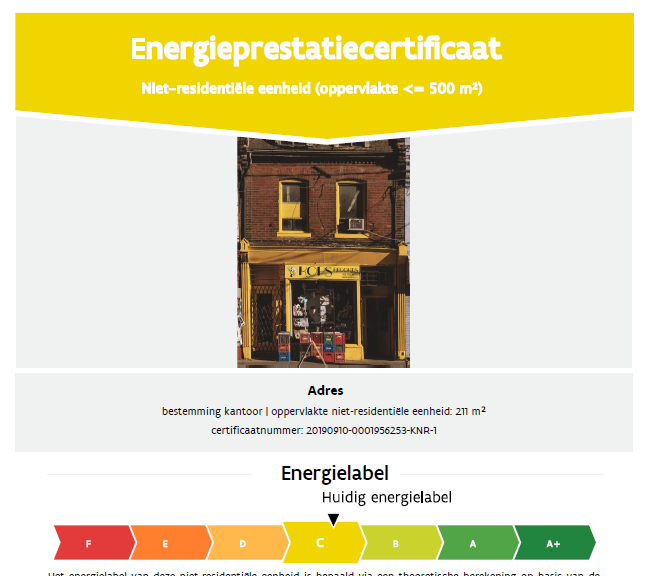 Energieprestatiecertificaat
Niet-residentiële eenheid (oppervlakte <= 500 m²)
Adres
bestemming kantoor | oppervlakte niet-residentiële eenheid: 211 m²
certificaatnummer: 20190910-0001956253-KNR-1
Energielabel
Huidig energielabel
F E D C B A A+
Het energielabel van deze niet-residentiële eenheid is bepaald via een theoretische berekening op basis van de